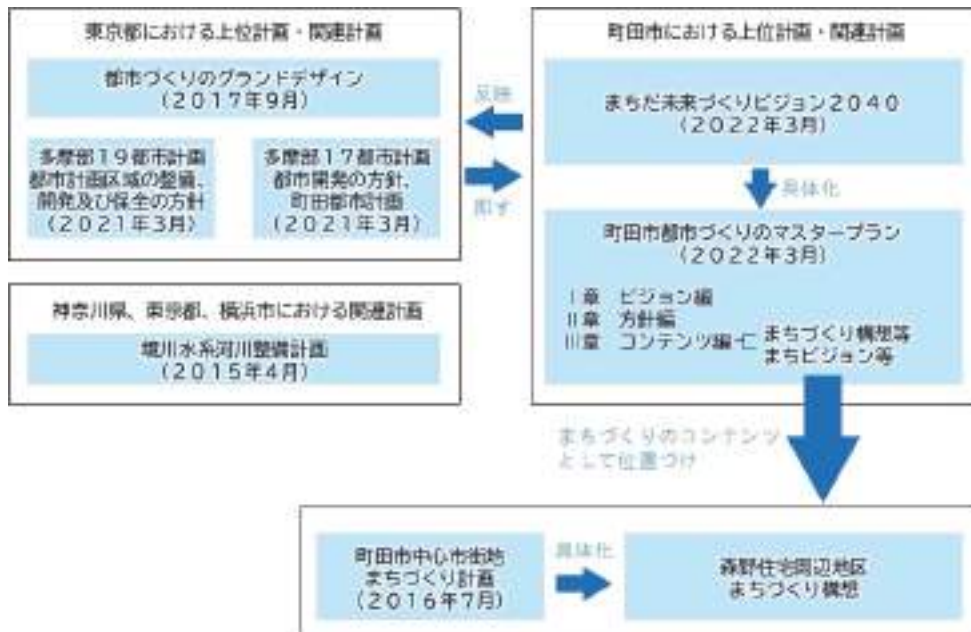 東京都における上位計画・関連計画
都市づくりのグランドデザイン
（２０１７年９月）
多摩部１９都市計画
都市計画区域の整備、
開発及び保全の方針
（２０２１年３月）
多摩部１７都市計画
都市開発の方針、
町田都市計画
（２０２１年３月）
神奈川県、東京都、横浜市における関連計画
境川水系河川整備計画
（２０１５年４月）
反映
即す
町田市における上位計画・関連計画
まちだ未来づくりビジョン２０４０
（２０２２年３月）
具体化
町田市都市づくりのマスタープラン
（２０２２年３月）
Ⅰ章　ビジョン編
Ⅱ章　方針編
Ⅲ章　コンテンツ編
まちづくり構想等
まちビジョン等
まちづくりのコンテンツ
として位置づけ
町田市中心市街地
まちづくり計画
（２０１６年７月）
具体化
森野住宅周辺地区
まちづくり構想